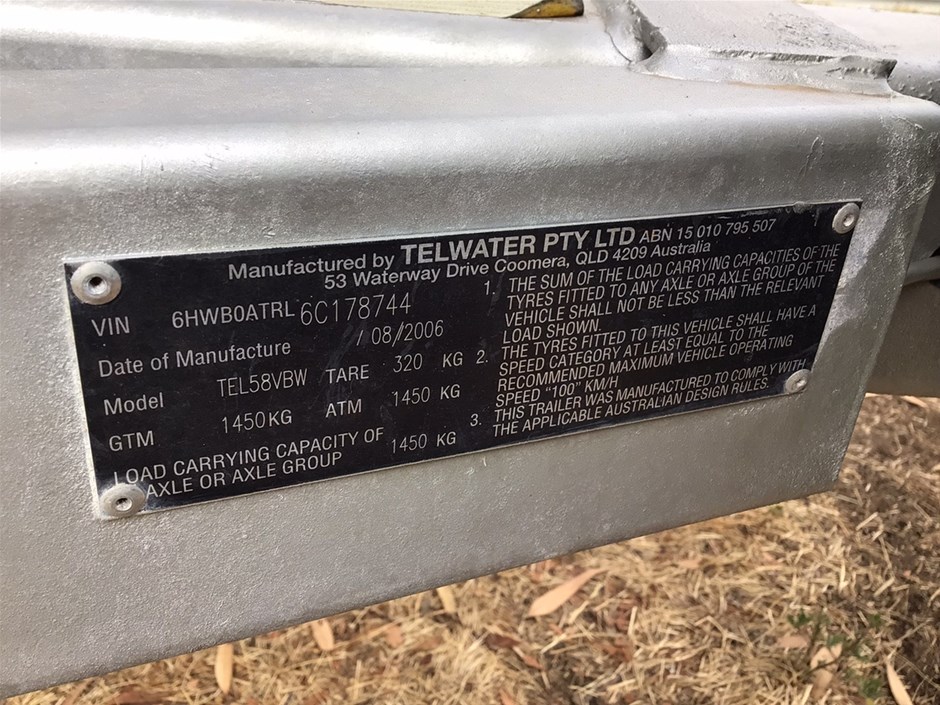 Manufactured by TELWATER PTY LTD ABN 15 010 795 507
53 Waterway Drive Coomera, QLD 4209 Australia
VIN 6HWB0ATRL 6C178744
Date of Manufacture /08/2006
Model TEL58VBW TARE 320 KG
GTM 1450KG ATM 1450 KG
LOAD CARRYING CAPACITY OF
AXLE OR AXLE GROUP 1450 KG
1. THE SUM OF THE LOAD CARRYING CAPACITIES OF THE
TYRES FITTED TO ANY AXLE OR AXLE GROUP OF THE
VEHICLE SHALL NOT BE LESS THAN THE RELEVANT
LOAD SHOWN.
2. THE TYRES FITTED TO THIS VEHICLE SHALL HAVE A
SPEED CATEGORY AT LEAST EQUAL TO THE
RECOMMENDED MAXIMUM VEHICLE OPERATING
SPEED "100" KM/H
3. THIS TRAILER WAS MANUFACTURED TO COMPLY WITH
THE APPLICABLE AUSTRALIAN DESIGN RULES.